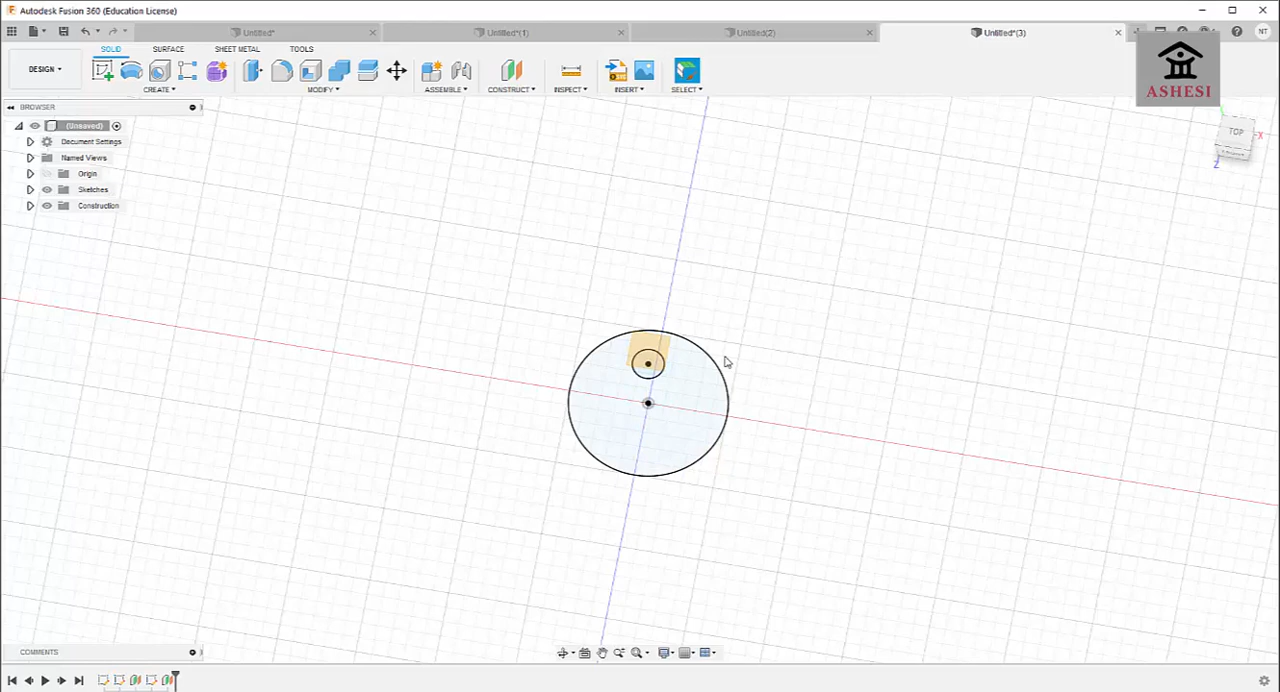 Autodesk Fusion 360 (Education License)
Untitled*
Untitled*(1)
Untitled(2)
Untitled*(3)
NT
SOLID
SURFACE
SHEET METAL
TOOLS
DESIGN
CREATE
MODIFY
ASSEMBLE
CONSTRUCT
INSPECT
INSERT
SELECT
ASHESI
BROWSER
(Unsaved)
Document Settings
Named Views
Origin
Sketches
Construction
TOP
X
Z
COMMENTS